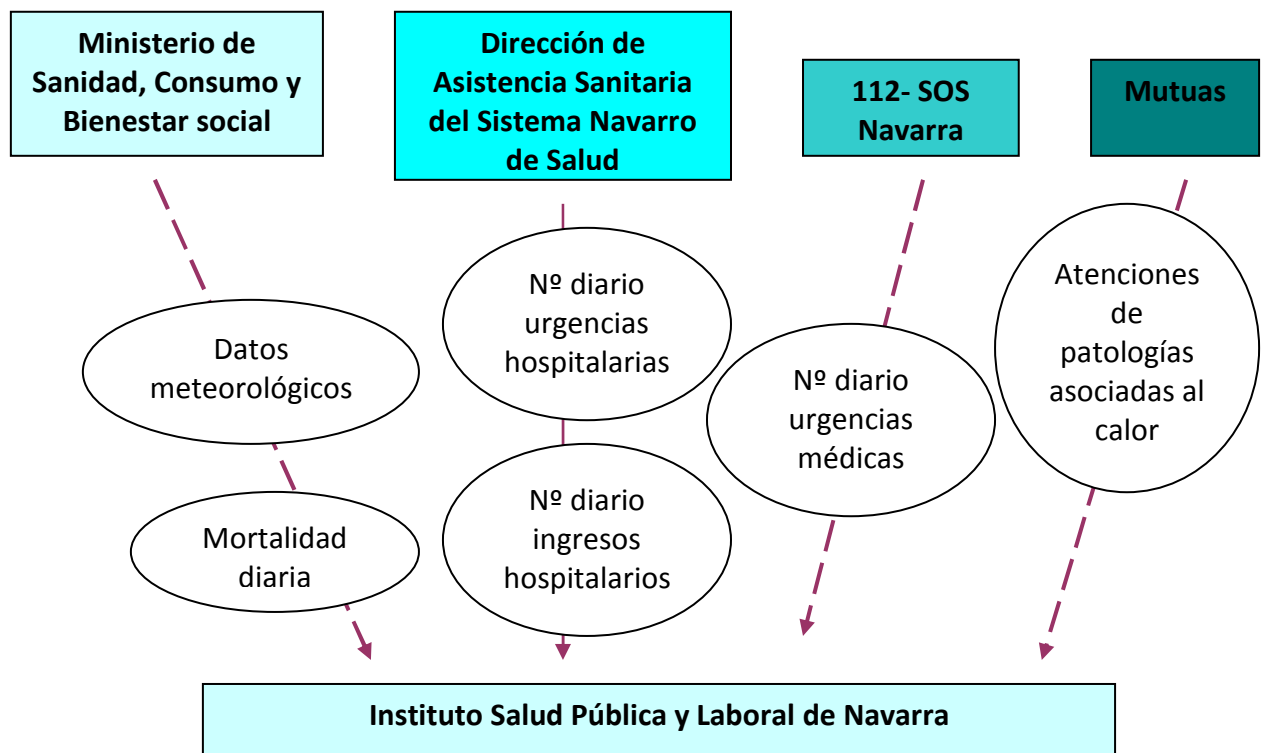 Ministerio de
Sanidad, Consumo y
Bienestar social
Dirección de
Asistencia Sanitaria
del Sistema Navarro
de Salud
112- SOS
Navarra
Mutuas
Datos
meteorológicos
Mortalidad
diaria
Nº diario
urgencias
hospitalarias
Nº diario
ingresos
hospitalarios
Nº diario
urgencias
médicas
Atenciones
de
patologías
asociadas al
calor
Instituto Salud Pública y Laboral de Navarra